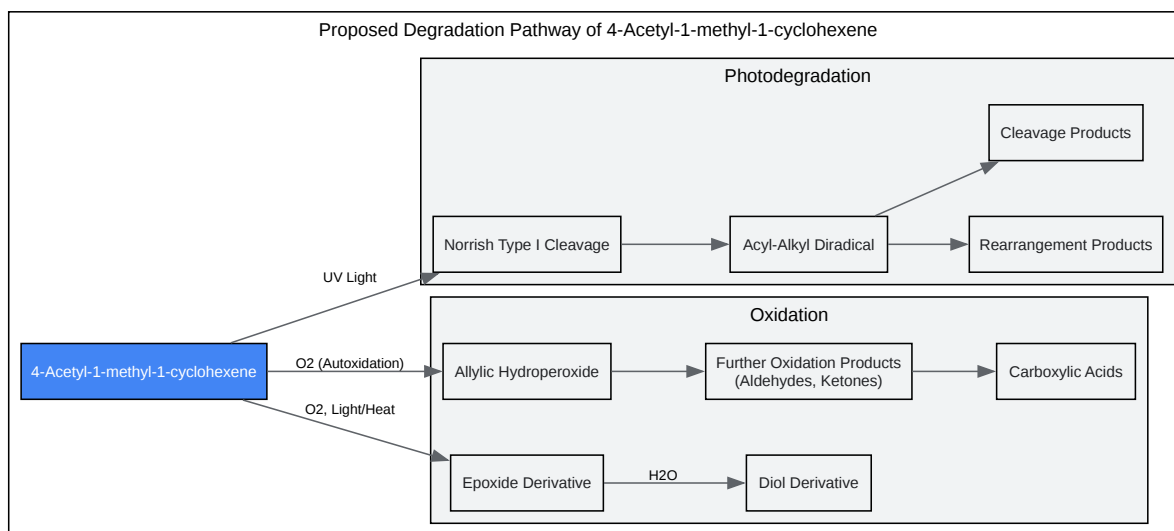 Proposed Degradation Pathway of 4-Acetyl-1-methyl-1-cyclohexene
Photodegradation
Cleavage Products
Norrish Type I Cleavage
Acyl-Alkyl Diradical
Rearrangement Products
UV Light
Oxidation
4-Acetyl-1-methyl-1-cyclohexene
O2 (Autoxidation)
Allylic Hydroperoxide
Further Oxidation Products
(Aldehydes, Ketones)
Carboxylic Acids
O2, Light/Heat
Epoxide Derivative
H2O
Diol Derivative